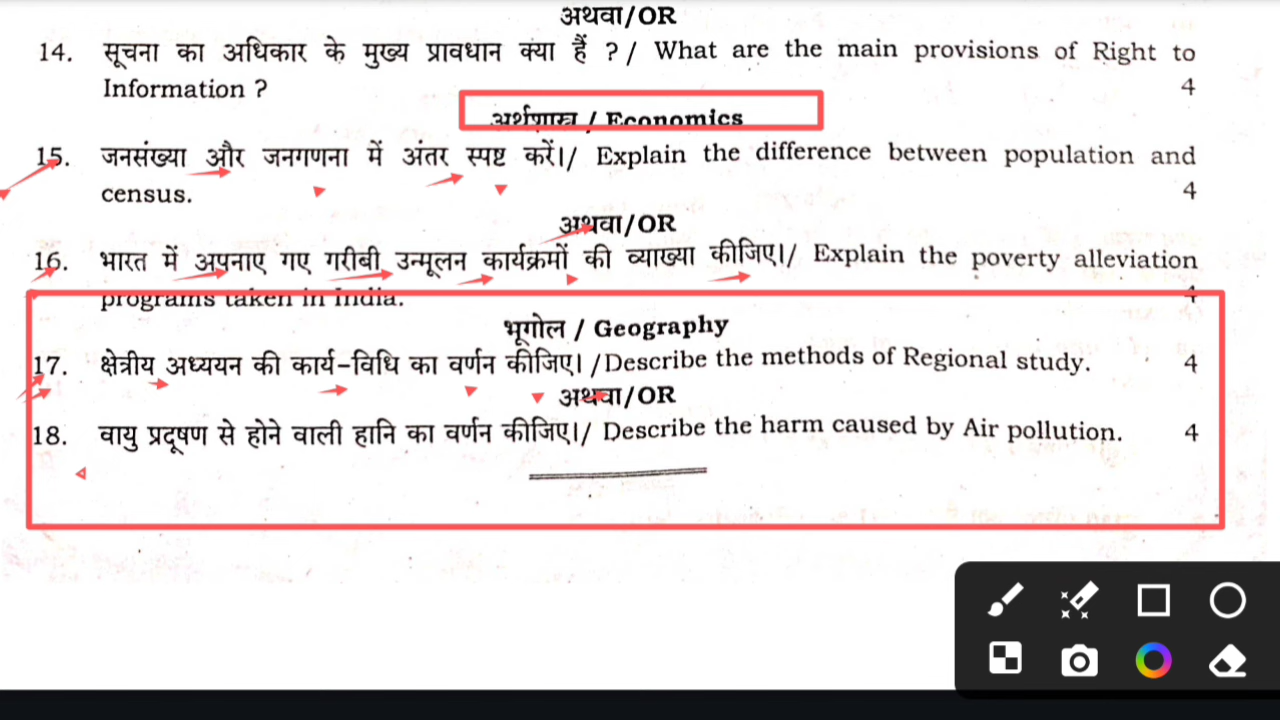 अथवा/OR
14. सूचना का अधिकार के मुख्य प्रावधान क्या हैं ?/ What are the main provisions of Right to
Information ? 4
अर्थशास्त्र / Economics
15. जनसंख्या और जनगणना में अंतर स्पष्ट करें।/ Explain the difference between population and
census. 4
अथवा/OR
16. भारत में अपनाए गए गरीबी उन्मूलन कार्यक्रमों की व्याख्या कीजिए।/ Explain the poverty alleviation
programs taken in India. 4
भूगोल / Geography
17. क्षेत्रीय अध्ययन की कार्य-विधि का वर्णन कीजिए। /Describe the methods of Regional study. 4
अथवा/OR
18. वायु प्रदूषण से होने वाली हानि का वर्णन कीजिए।/ Describe the harm caused by Air pollution. 4